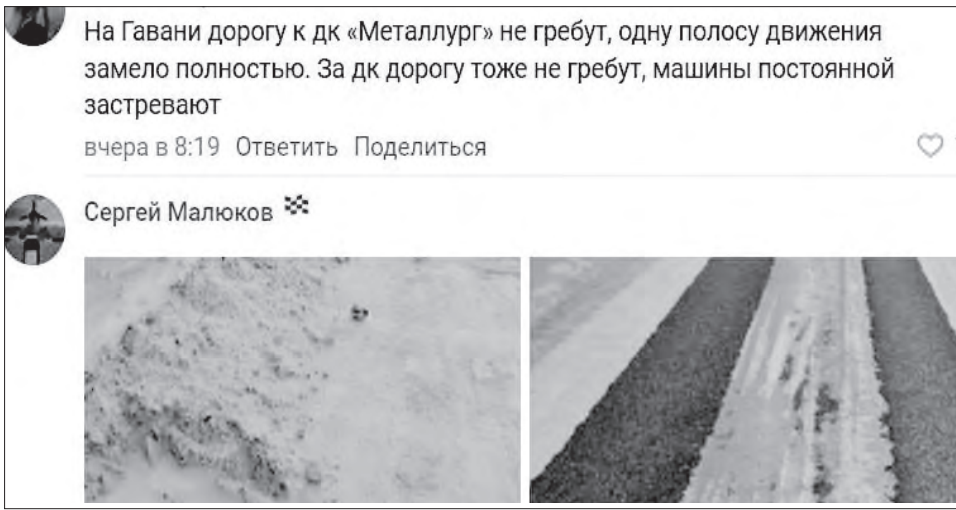 На Гавани дорогу к дк «Металлург» не гребут, одну полосу движения
замело полностью. За дк дорогу тоже не гребут, машины постоянной
застревают
вчера в 8:19 Ответить Поделиться
Сергей Малюков